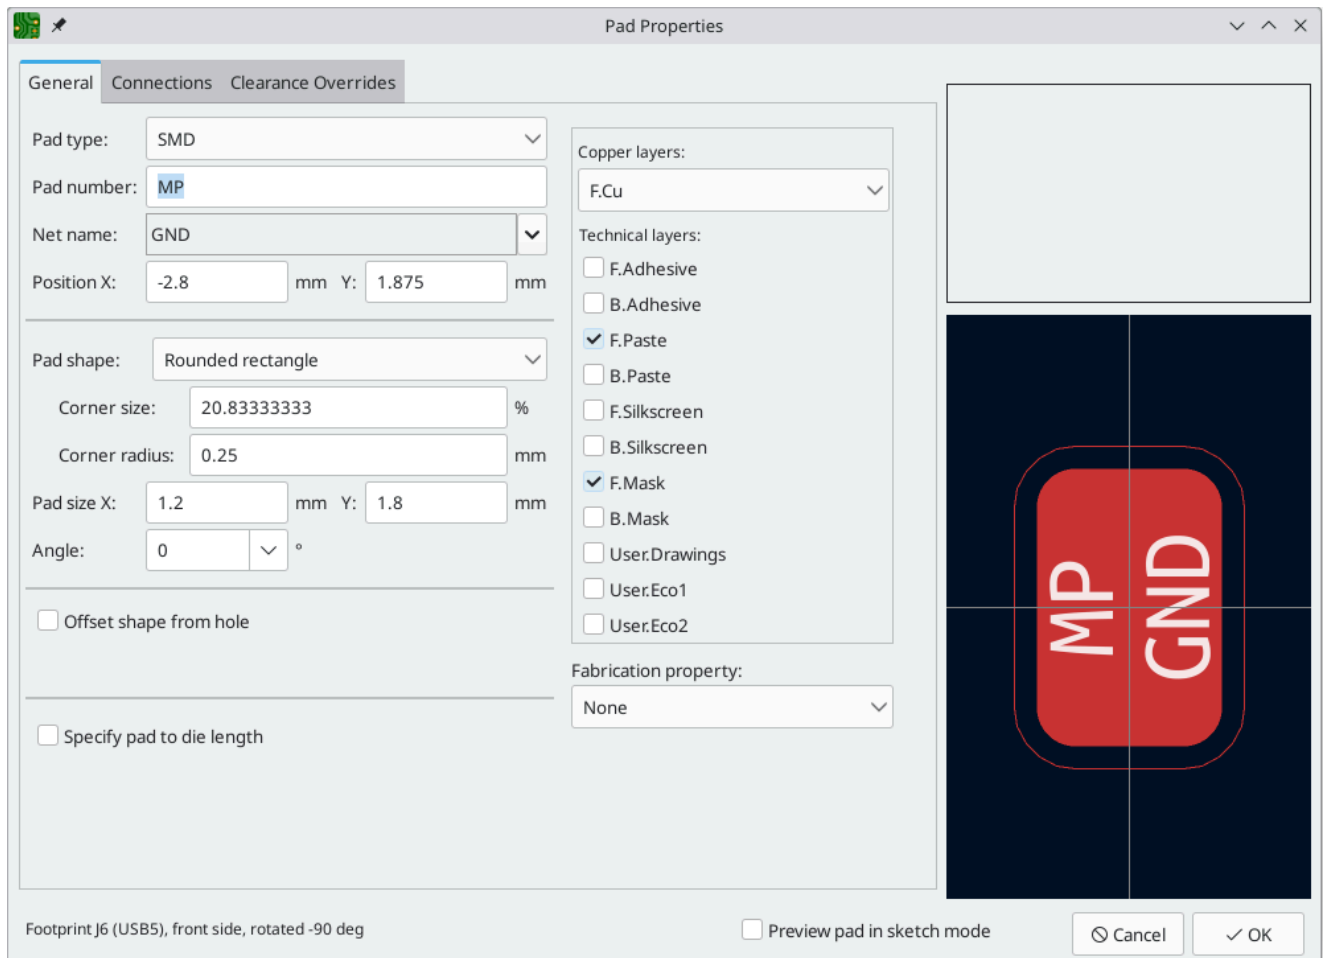 Pad Properties
General Connections Clearance Overrides
Pad type: SMD
Pad number: MP
Net name: GND
Position X: -2.8 mm Y: 1.875 mm
Pad shape: Rounded rectangle
Corner size: 20.83333333 %
Corner radius: 0.25 mm
Pad size X: 1.2 mm Y: 1.8 mm
Angle: 0 °
Offset shape from hole
Specify pad to die length
Copper layers:
F.Cu
Technical layers:
F.Adhesive
B.Adhesive
F.Paste
B.Paste
F.Silkscreen
B.Silkscreen
F.Mask
B.Mask
User.Drawings
User.Eco1
User.Eco2
Fabrication property:
None
MP
GND
Footprint J6 (USB5), front side, rotated -90 deg
Preview pad in sketch mode
Cancel
OK